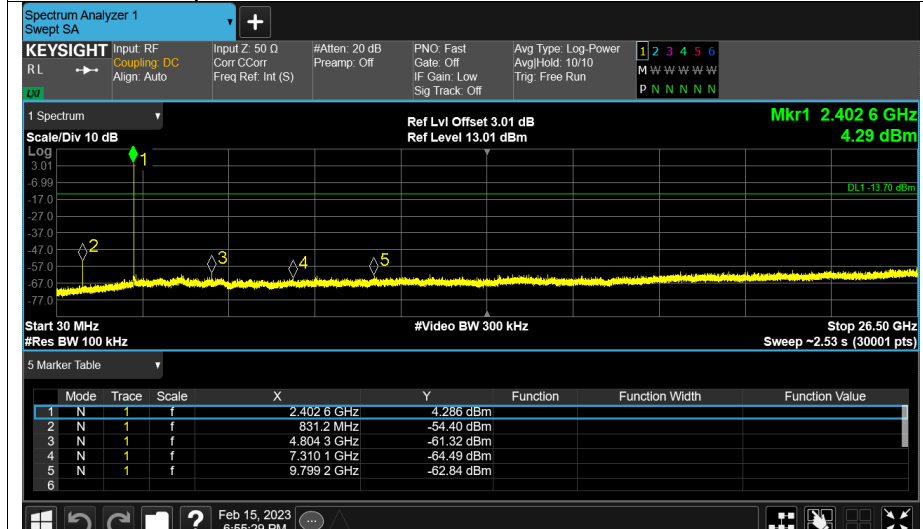 Spectrum Analyzer 1
Swept SA
+
KEYSIGHT Input: RF Input Z: 50 Ω #Atten: 20 dB PNO: Fast Avg Type: Log-Power 1 2 3 4 5 6
R L Coupling: DC Corr CCorr Preamp: Off Gate: Off Avg|Hold: 10/10 M W W W W W
Align: Auto Freq Ref: Int (S) IF Gain: Low Trig: Free Run
LXI Sig Track: Off P N N N N N
1 Spectrum Ref Lvl Offset 3.01 dB Mkr1 2.402 6 GHz
Scale/Div 10 dB Ref Level 13.01 dBm 4.29 dBm
Log
1
3.01
-6.99
DL1 -13.70 dBm
-17.0
-27.0
-37.0
2
-47.0
3 4 5
-57.0
-67.0
-77.0
Start 30 MHz #Video BW 300 kHz Stop 26.50 GHz
#Res BW 100 kHz Sweep ~2.53 s (30001 pts)
5 Marker Table
Mode Trace Scale X Y Function Function Width Function Value
1 N 1 f 2.402 6 GHz 4.286 dBm
2 N 1 f 831.2 MHz -54.40 dBm
3 N 1 f 4.804 3 GHz -61.32 dBm
4 N 1 f 7.310 1 GHz -64.49 dBm
5 N 1 f 9.799 2 GHz -62.84 dBm
6
? Feb 15, 2023
6:55:29 PM